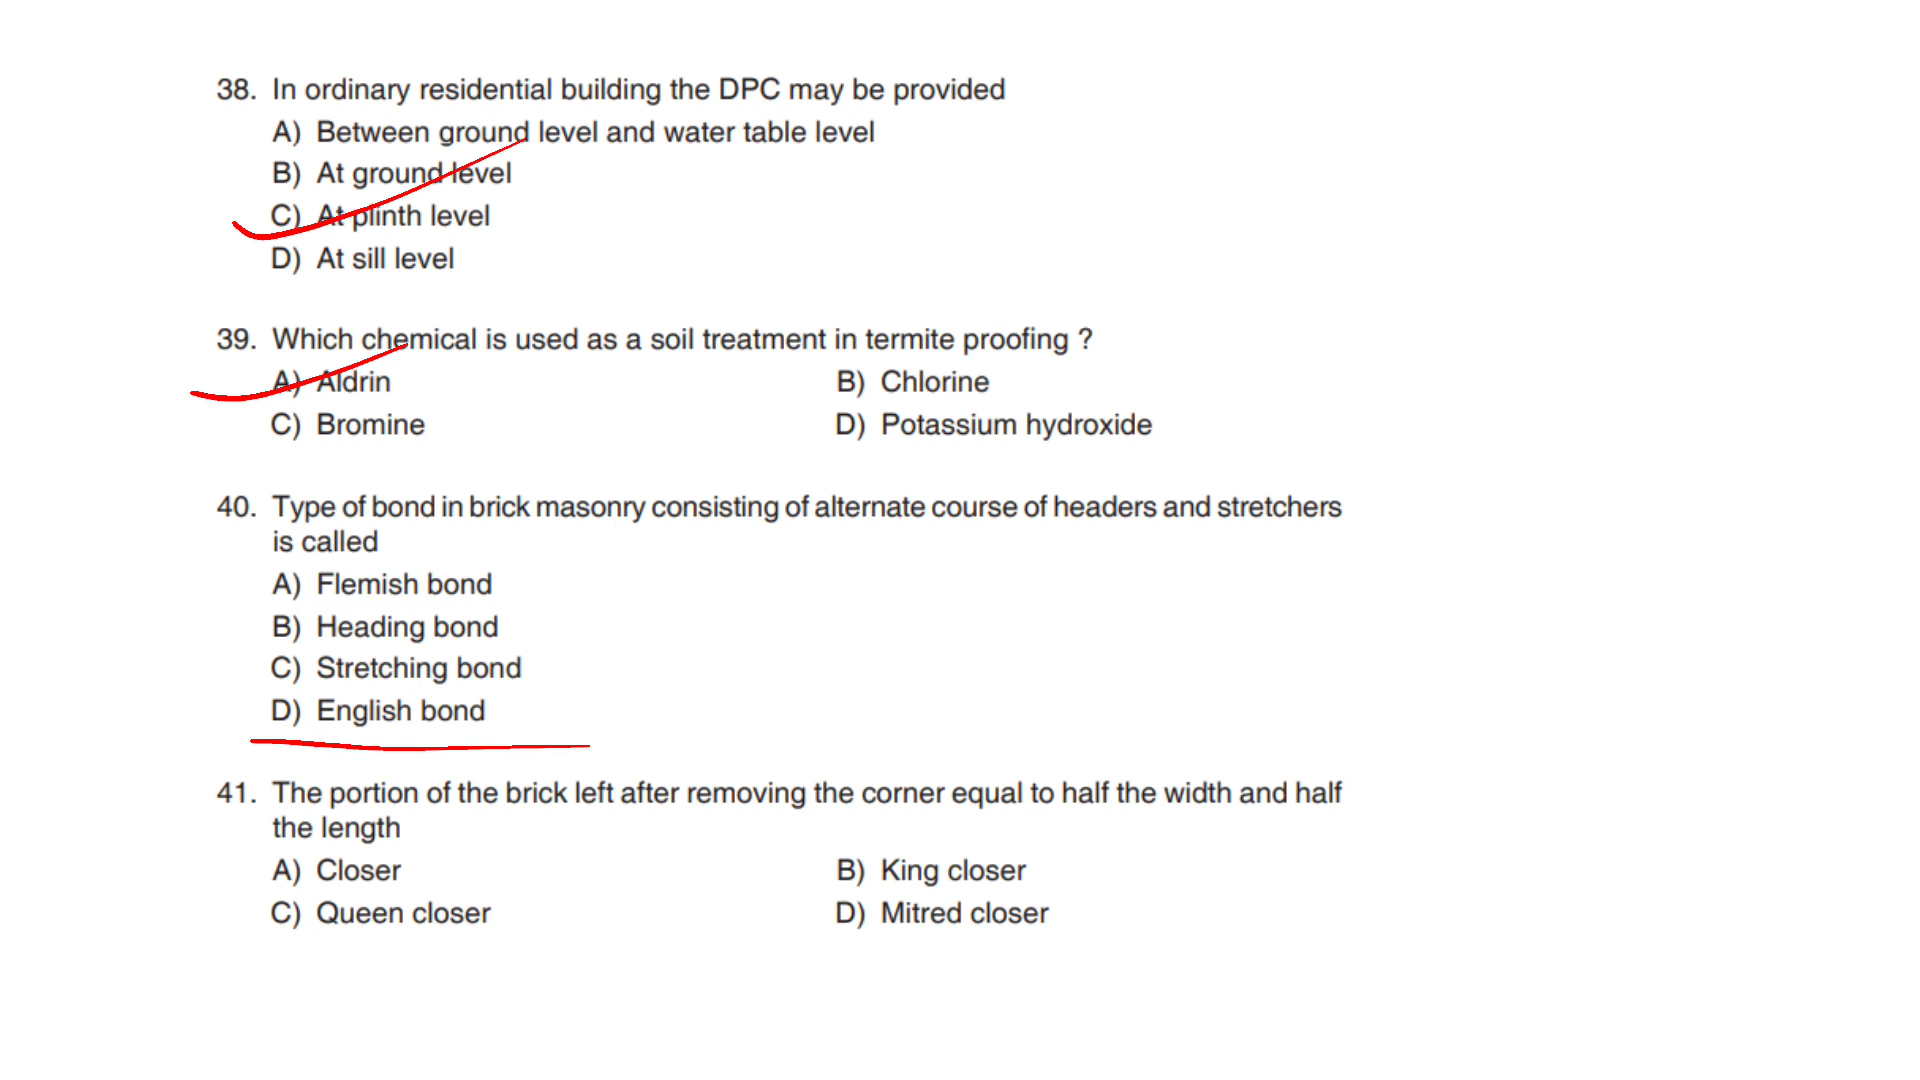 38. In ordinary residential building the DPC may be provided
A) Between ground level and water table level
B) At ground level
C) At plinth level
D) At sill level
39. Which chemical is used as a soil treatment in termite proofing ?
A) Aldrin B) Chlorine
C) Bromine D) Potassium hydroxide
40. Type of bond in brick masonry consisting of alternate course of headers and stretchers
is called
A) Flemish bond
B) Heading bond
C) Stretching bond
D) English bond
41. The portion of the brick left after removing the corner equal to half the width and half
the length
A) Closer B) King closer
C) Queen closer D) Mitred closer